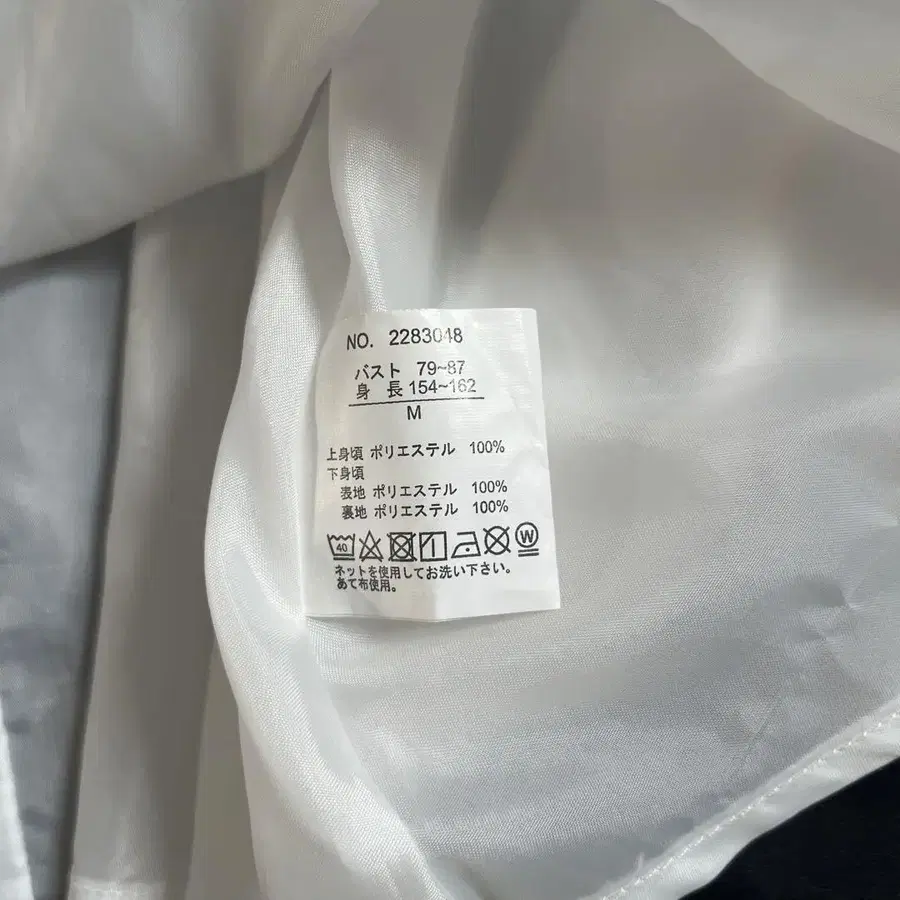 NO. 2283048
バスト 79~87
身 長 154~162
M
上身頃 ポリエステル 100%
下身頃
表地 ポリエステル 100%
裏地 ポリエステル 100%
40 W
ネットを使用してお洗い下さい。
あて布使用。